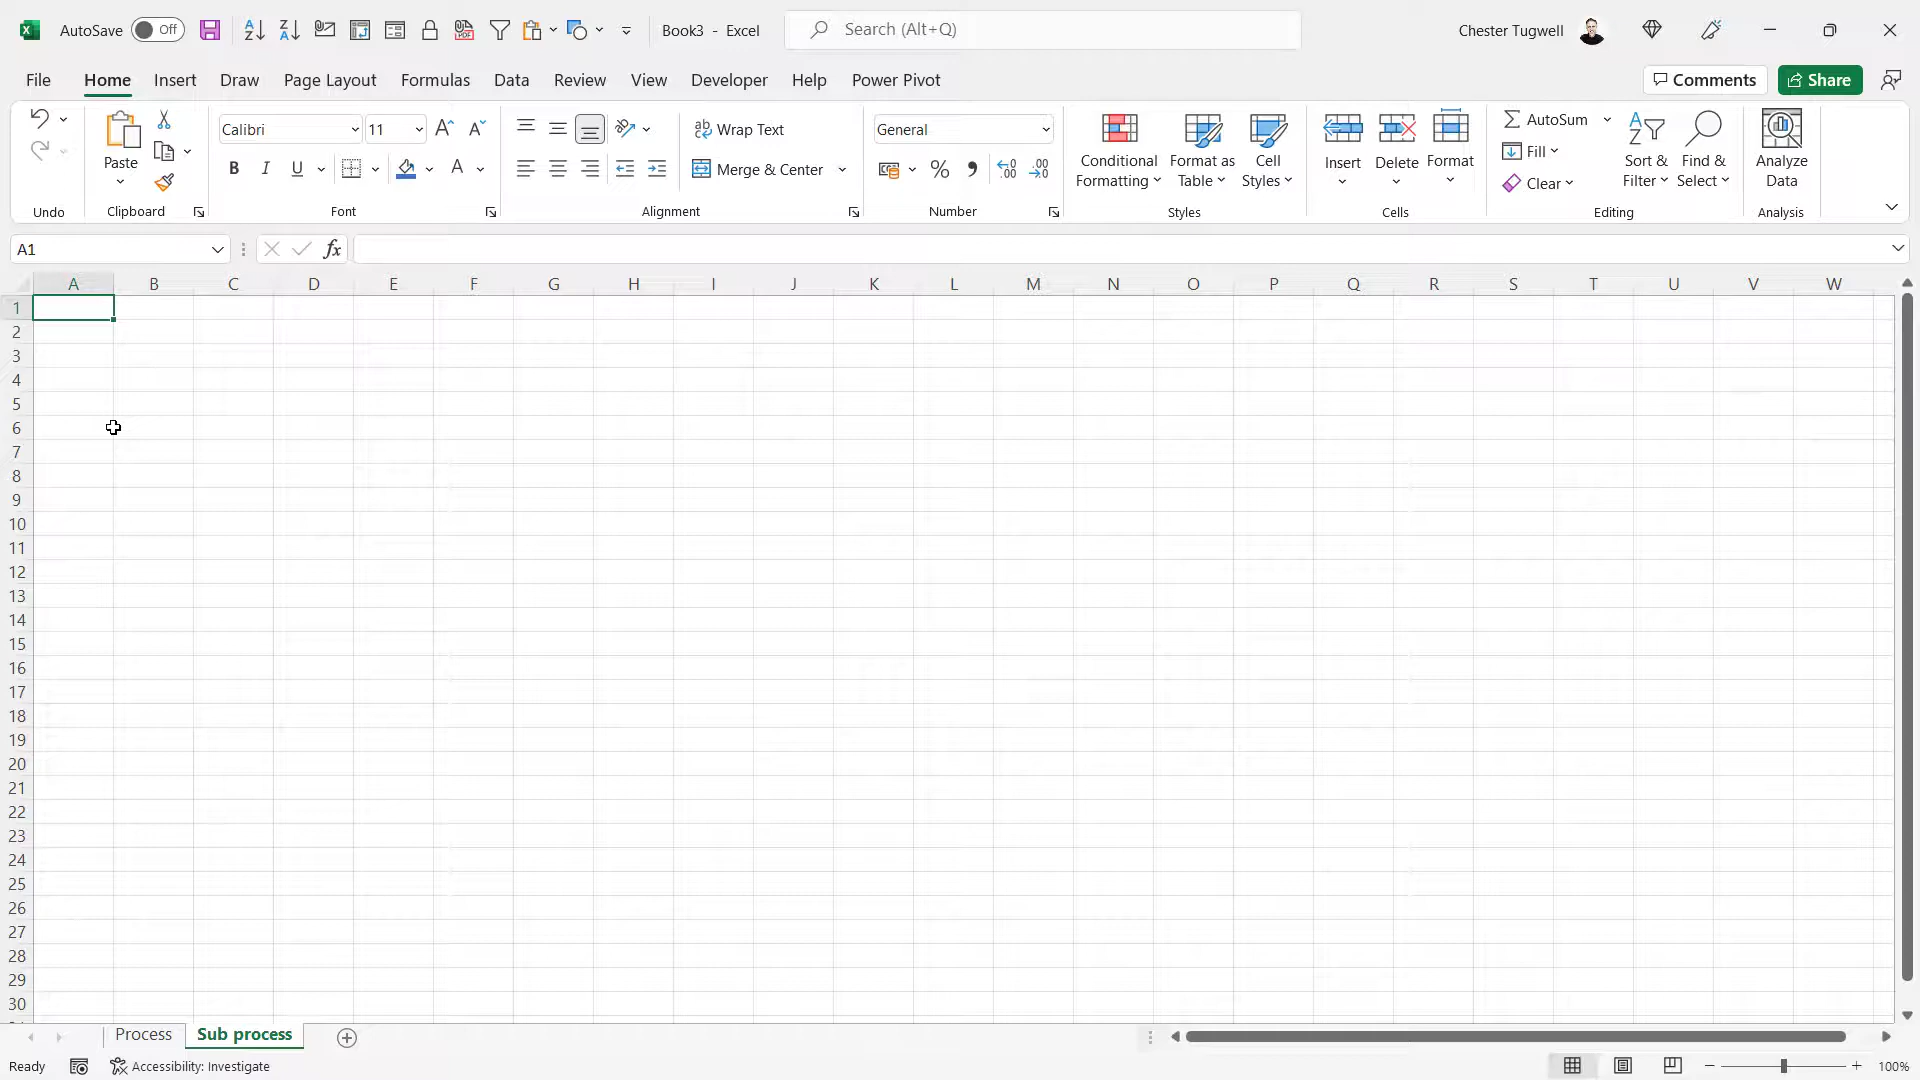 AutoSave Off Book3 - Excel Search (Alt+Q) Chester Tugwell
File Home Insert Draw Page Layout Formulas Data Review View Developer Help Power Pivot Comments Share
Paste
Calibri 11
B I U A
Wrap Text
Merge & Center
General
% 
Conditional Formatting
Format as Table
Cell Styles
Insert
Delete
Format
AutoSum
Fill
Clear
Sort & Filter
Find & Select
Analyze Data
Undo Clipboard Font Alignment Number Styles Cells Editing Analysis
A1 fx
A B C D E F G H I J K L M N O P Q R S T U V W
1
2
3
4
5
6
7
8
9
10
11
12
13
14
15
16
17
18
19
20
21
22
23
24
25
26
27
28
29
30
Process Sub process
Ready Accessibility: Investigate 100%